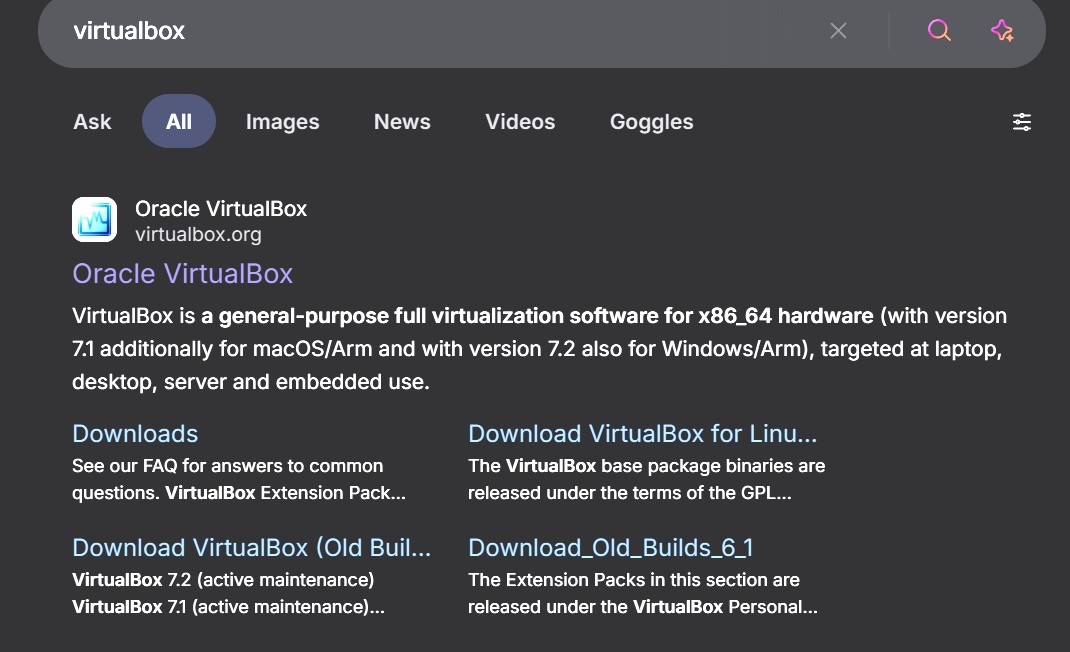 virtualbox
Ask All Images News Videos Goggles
Oracle VirtualBox
virtualbox.org
Oracle VirtualBox
VirtualBox is a general-purpose full virtualization software for x86_64 hardware (with version
7.1 additionally for macOS/Arm and with version 7.2 also for Windows/Arm), targeted at laptop,
desktop, server and embedded use.
Downloads
See our FAQ for answers to common
questions. VirtualBox Extension Pack...
Download VirtualBox for Linu...
The VirtualBox base package binaries are
released under the terms of the GPL...
Download VirtualBox (Old Buil...
VirtualBox 7.2 (active maintenance)
VirtualBox 7.1 (active maintenance)...
Download_Old_Builds_6_1
The Extension Packs in this section are
released under the VirtualBox Personal...